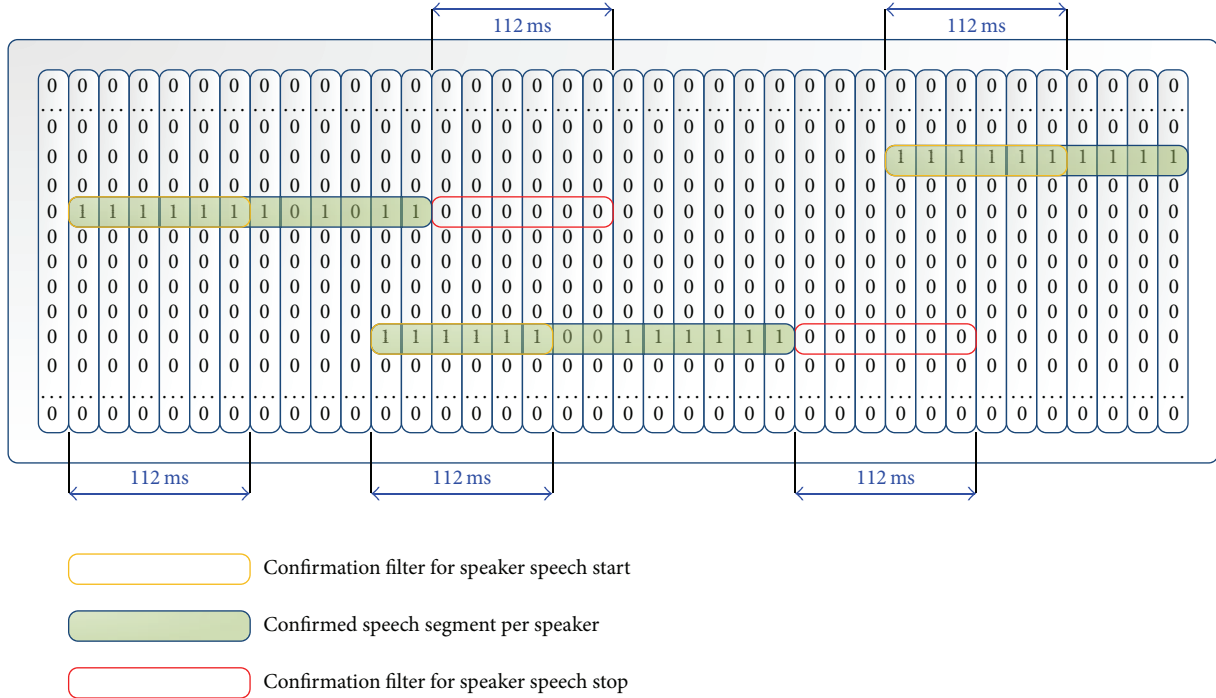 112 ms 112 ms
0 0 0 0 0 0 0 0 0 0 0 0 0 0 0 0 0 0 0 0 0 0 0 0 0 0 0 0 0 0 0 0 0 0 0 0 0 0
... ... ... ... ... ... ... ... ... ... ... ... ... ... ... ... ... ... ... ... ... ... ... ... ... ... ... ... ... ... ... ... ... ... ... ... ... ...
0 0 0 0 0 0 0 0 0 0 0 0 0 0 0 0 0 0 0 0 0 0 0 0 0 0 0 0 0 0 0 0 0 0 0 0 0 0
0 0 0 0 0 0 0 0 0 0 0 0 0 0 0 0 0 0 0 0 0 0 0 0 0 0 0 0 1 1 1 1 1 1 1 1 1 1
0 0 0 0 0 0 0 0 0 0 0 0 0 0 0 0 0 0 0 0 0 0 0 0 0 0 0 0 0 0 0 0 0 0 0 0 0 0
0 1 1 1 1 1 1 1 0 1 0 1 1 0 0 0 0 0 0 0 0 0 0 0 0 0 0 0 0 0 0 0 0 0 0 0 0 0
0 0 0 0 0 0 0 0 0 0 0 0 0 0 0 0 0 0 0 0 0 0 0 0 0 0 0 0 0 0 0 0 0 0 0 0 0 0
0 0 0 0 0 0 0 0 0 0 0 0 0 0 0 0 0 0 0 0 0 0 0 0 0 0 0 0 0 0 0 0 0 0 0 0 0 0
0 0 0 0 0 0 0 0 0 0 0 0 0 0 0 0 0 0 0 0 0 0 0 0 0 0 0 0 0 0 0 0 0 0 0 0 0 0
0 0 0 0 0 0 0 0 0 0 0 0 0 0 0 0 0 0 0 0 0 0 0 0 0 0 0 0 0 0 0 0 0 0 0 0 0 0
0 0 0 0 0 0 0 0 0 0 0 1 1 1 1 1 1 0 0 1 1 1 1 1 1 0 0 0 0 0 0 0 0 0 0 0 0 0
0 0 0 0 0 0 0 0 0 0 0 0 0 0 0 0 0 0 0 0 0 0 0 0 0 0 0 0 0 0 0 0 0 0 0 0 0 0
... ... ... ... ... ... ... ... ... ... ... ... ... ... ... ... ... ... ... ... ... ... ... ... ... ... ... ... ... ... ... ... ... ... ... ... ... ...
0 0 0 0 0 0 0 0 0 0 0 0 0 0 0 0 0 0 0 0 0 0 0 0 0 0 0 0 0 0 0 0 0 0 0 0 0 0
112 ms 112 ms 112 ms
Confirmation filter for speaker speech start
Confirmed speech segment per speaker
Confirmation filter for speaker speech stop